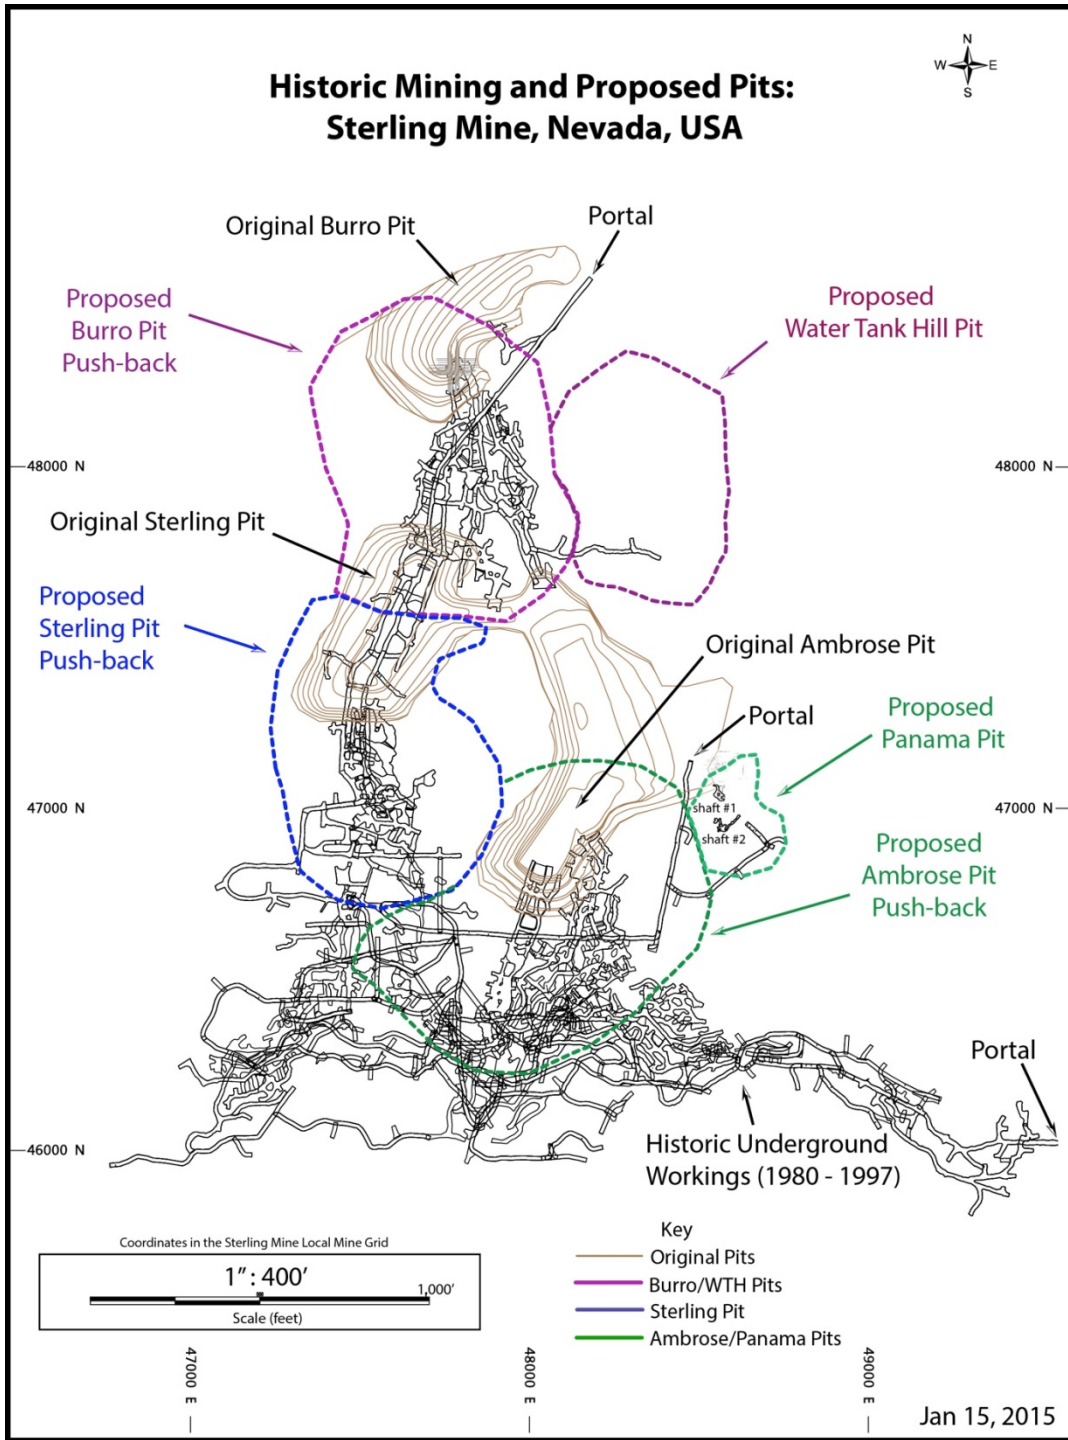 N
W E
S
Historic Mining and Proposed Pits:
Sterling Mine, Nevada, USA
Original Burro Pit
Portal
Proposed
Burro Pit
Push-back
Proposed
Water Tank Hill Pit
48000 N
48000 N
Original Sterling Pit
Proposed
Sterling Pit
Push-back
Original Ambrose Pit
Portal
Proposed
Panama Pit
47000 N
shaft #1
47000 N
shaft #2
Proposed
Ambrose Pit
Push-back
Portal
46000 N
Historic Underground
Workings (1980 - 1997)
Coordinates in the Sterling Mine Local Mine Grid
1" : 400'
1,000'
Scale (feet)
Key
Original Pits
Burro/WTH Pits
Sterling Pit
Ambrose/Panama Pits
47000 E
48000 E
49000 E
Jan 15, 2015